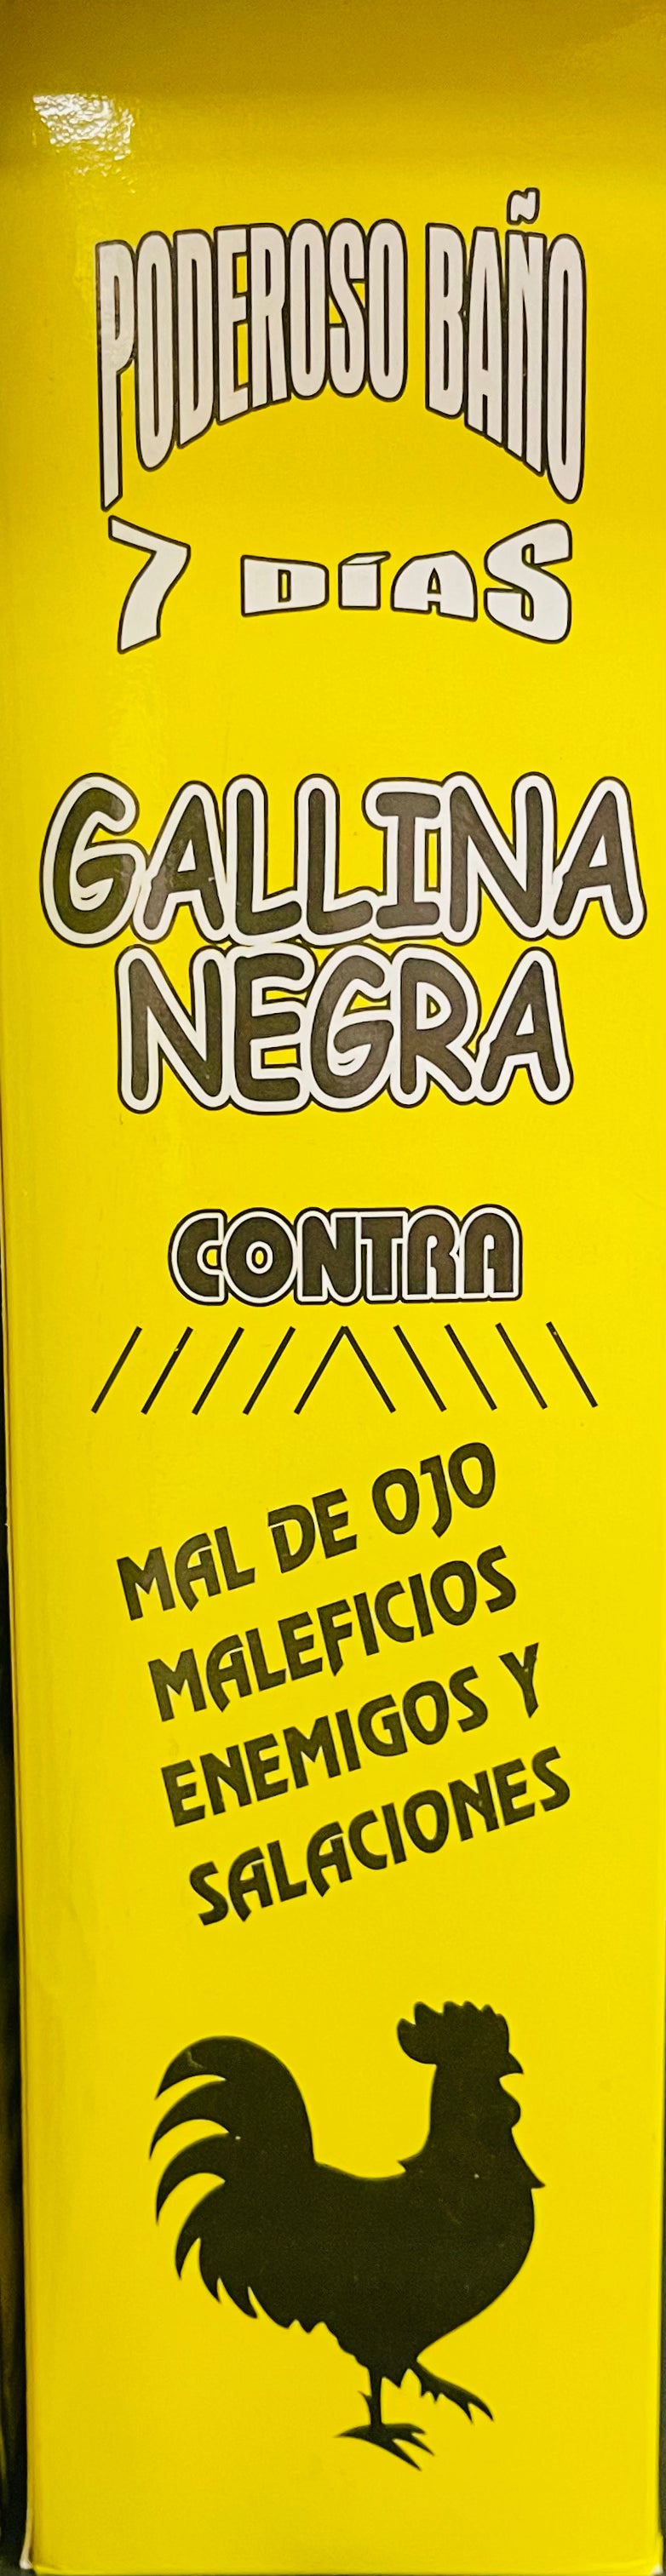 PODEROSO BAÑO
7 DÍAS
GALLINA
NEGRA
CONTRA
MAL DE OJO
MALEFICIOS
ENEMIGOS Y
SALACIONES